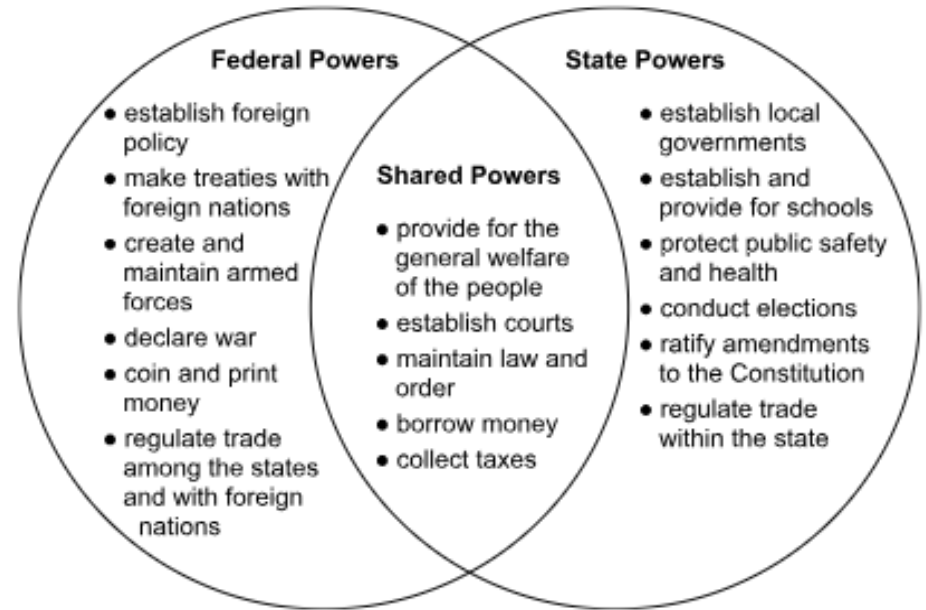 Federal Powers
• establish foreign
policy
• make treaties with
foreign nations
• create and
maintain armed
forces
• declare war
• coin and print
money
• regulate trade
among the states
and with foreign
nations
Shared Powers
• provide for the
general welfare
of the people
• establish courts
• maintain law and
order
• borrow money
• collect taxes
State Powers
• establish local
governments
• establish and
provide for schools
• protect public safety
and health
• conduct elections
• ratify amendments
to the Constitution
• regulate trade
within the state